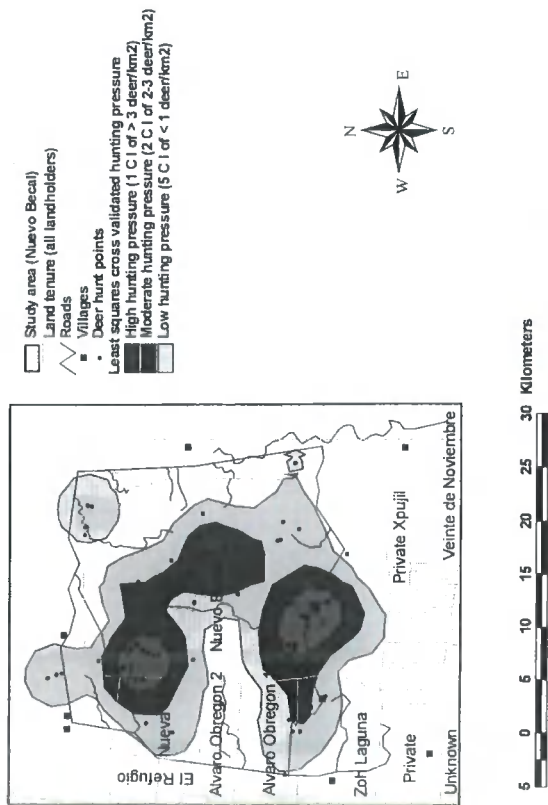 Study area (Nuevo Becal)
Land tenure (all landholders)
Roads
Villages
Deer hunt points
Least squares cross validated hunting pressure
High hunting pressure (1 C I of > 3 deer/km2)
Moderate hunting pressure (2 C I of 2-3 deer/km2)
Low hunting pressure (5 C I of < 1 deer/km2)
N
W E
S
El Refugio
Nueva
Alvaro Obregon 2
Nuevo B
Alvaro Obregon
Zoh Laguna
Private Xpujil
Private
Unknown
Veinte de Noviembre
5 0 5 10 15 20 25 30 Kilometers